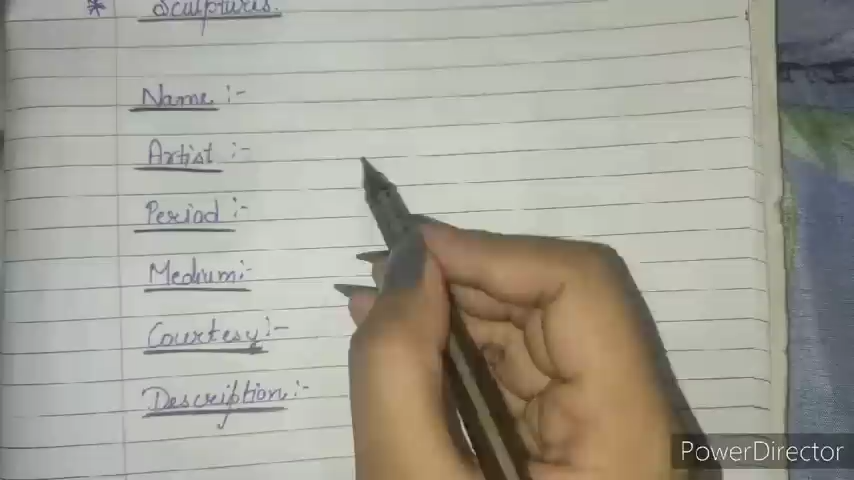 * Sculptures.
Name :-
Artist :-
Period :-
Medium:-
Courtesy:-
Description:-
PowerDirector